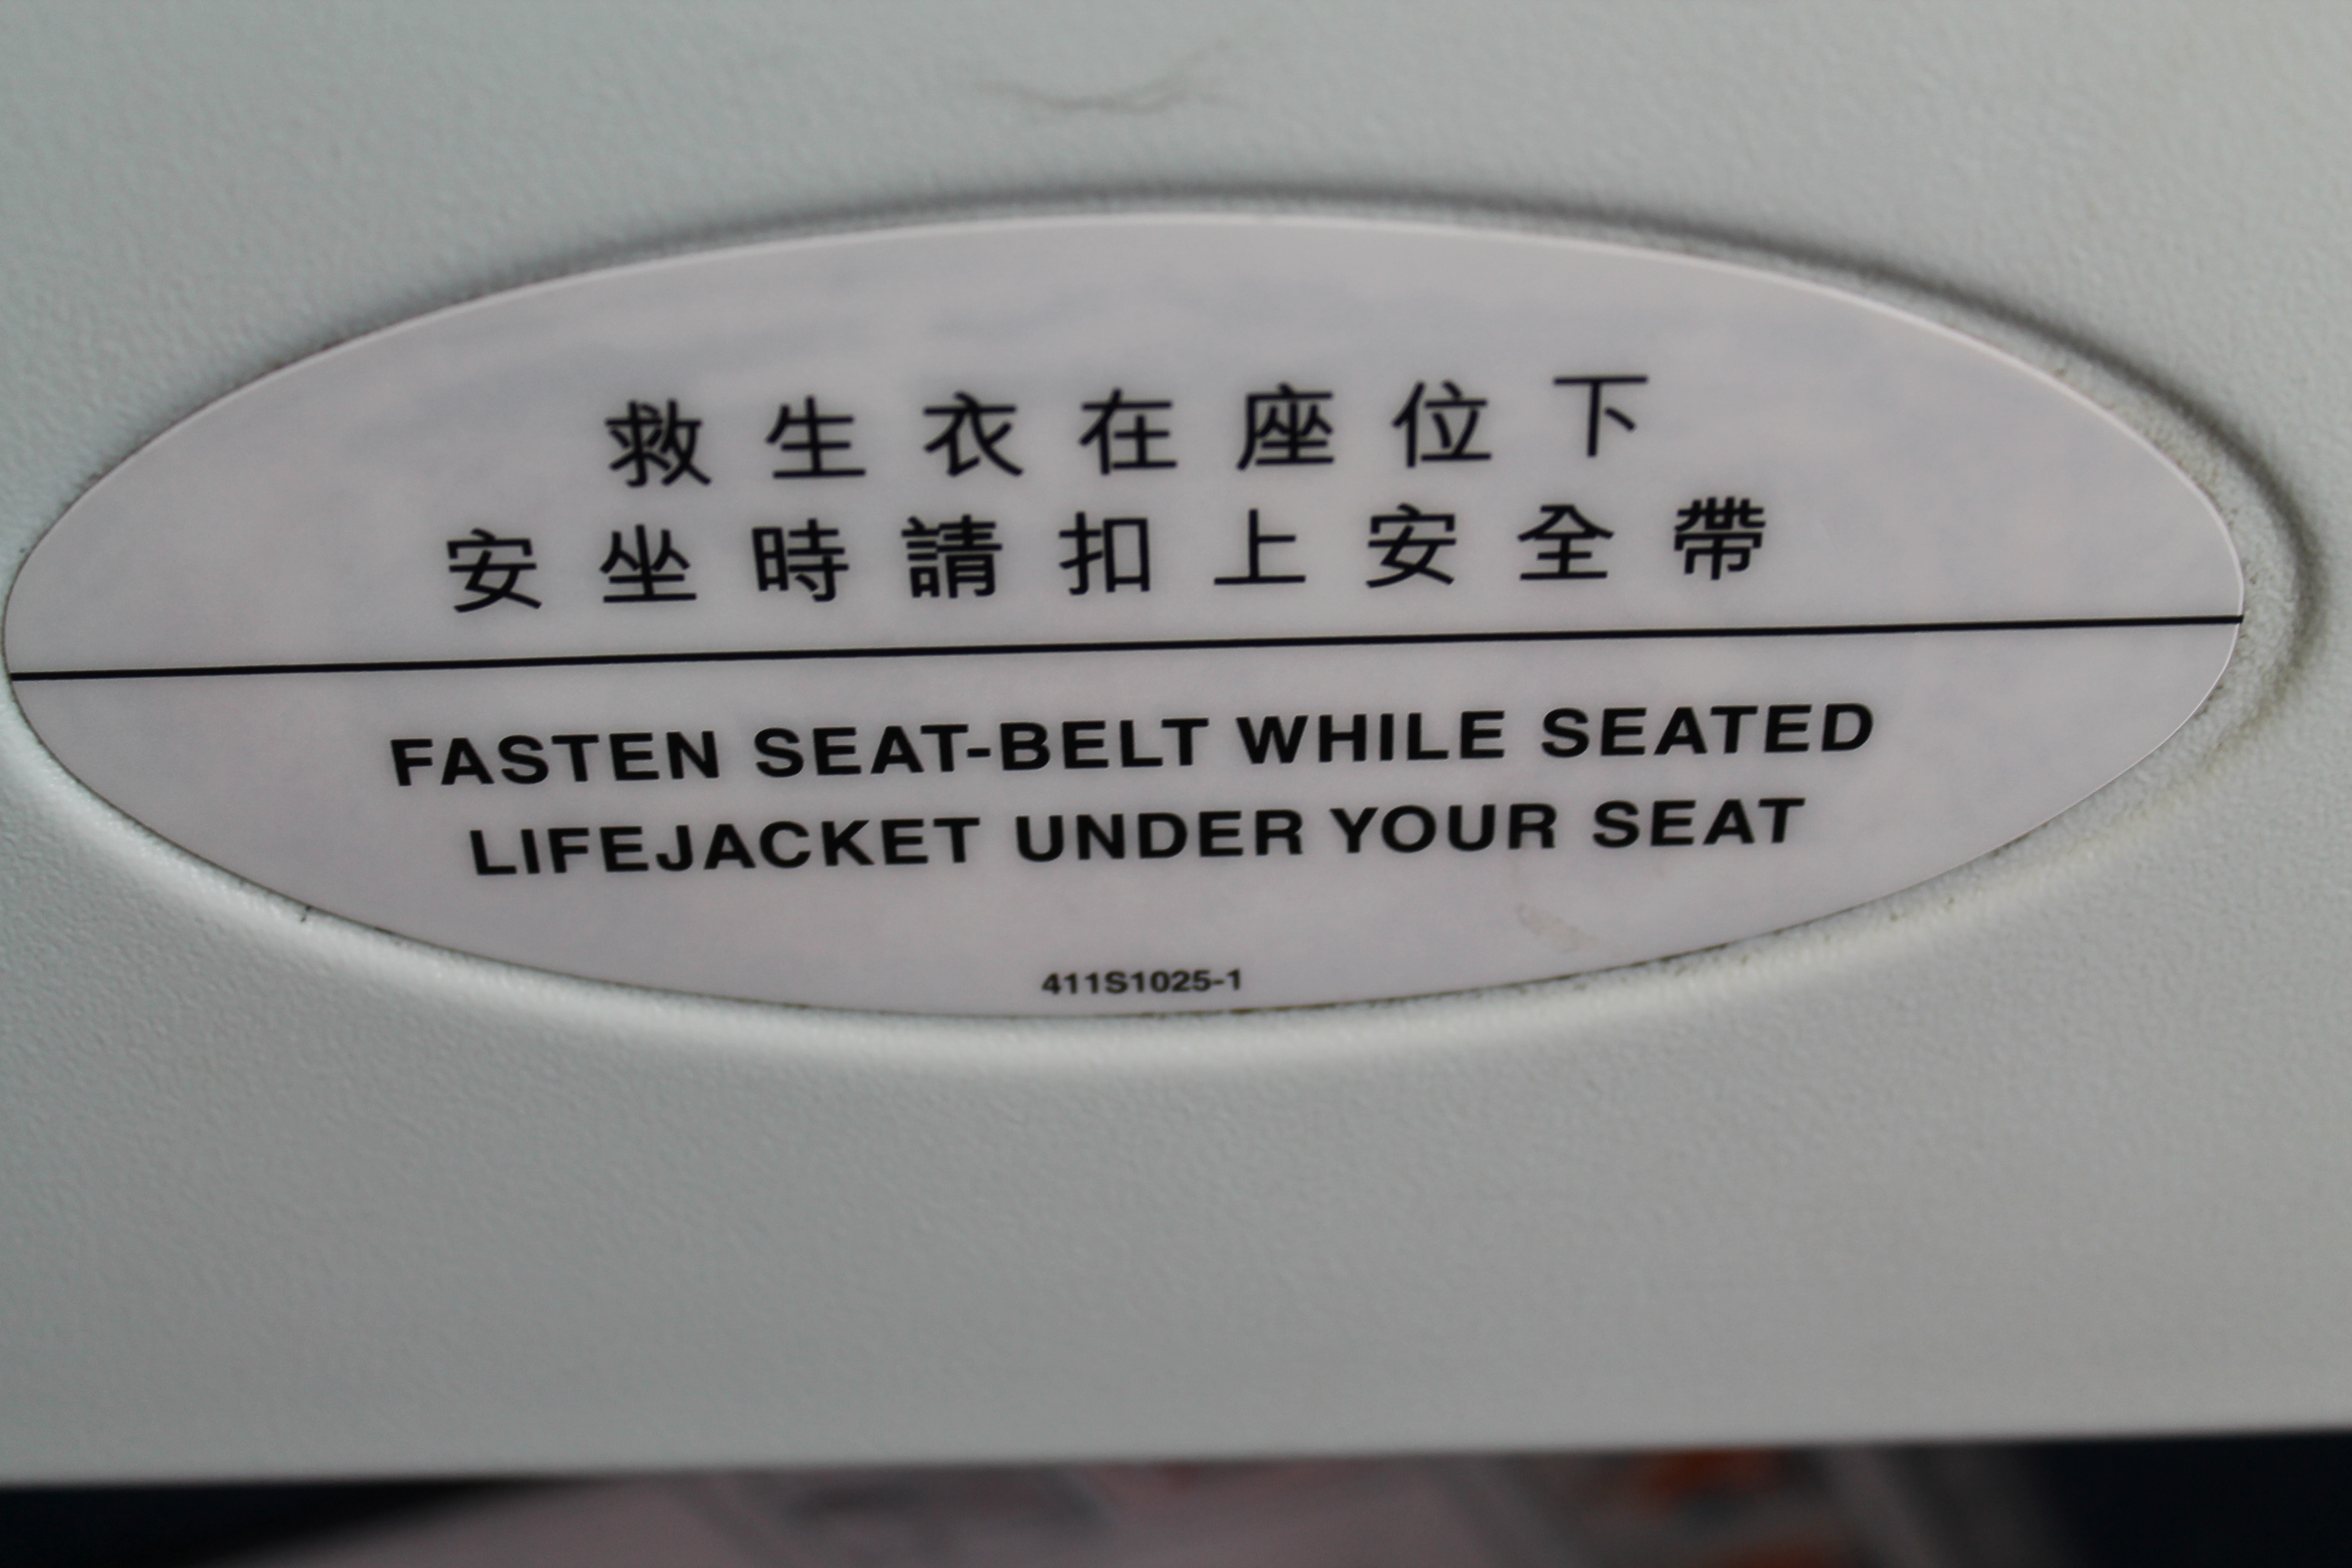 救生衣在座位下
安坐時請扣上安全帶
FASTEN SEAT-BELT WHILE SEATED
LIFEJACKET UNDER YOUR SEAT
411S1025-1